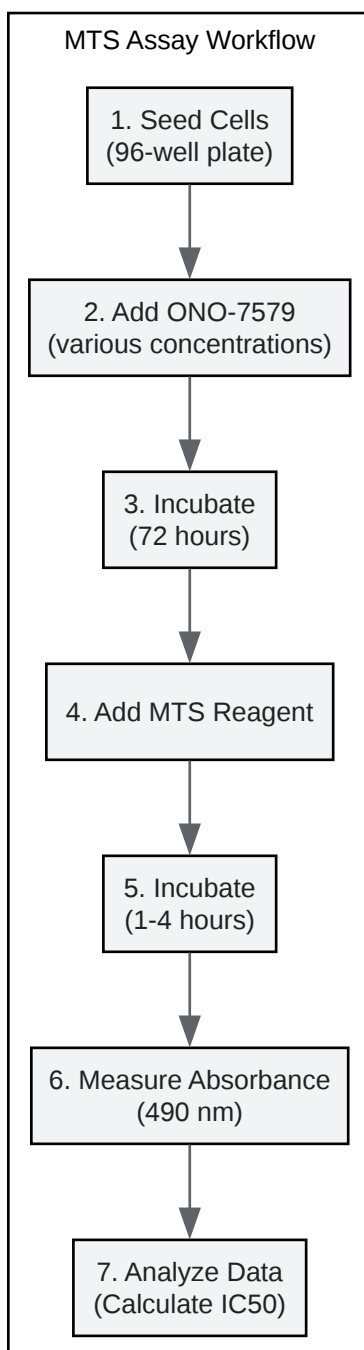 MTS Assay Workflow
1. Seed Cells
(96-well plate)
2. Add ONO-7579
(various concentrations)
3. Incubate
(72 hours)
4. Add MTS Reagent
5. Incubate
(1-4 hours)
6. Measure Absorbance
(490 nm)
7. Analyze Data
(Calculate IC50)